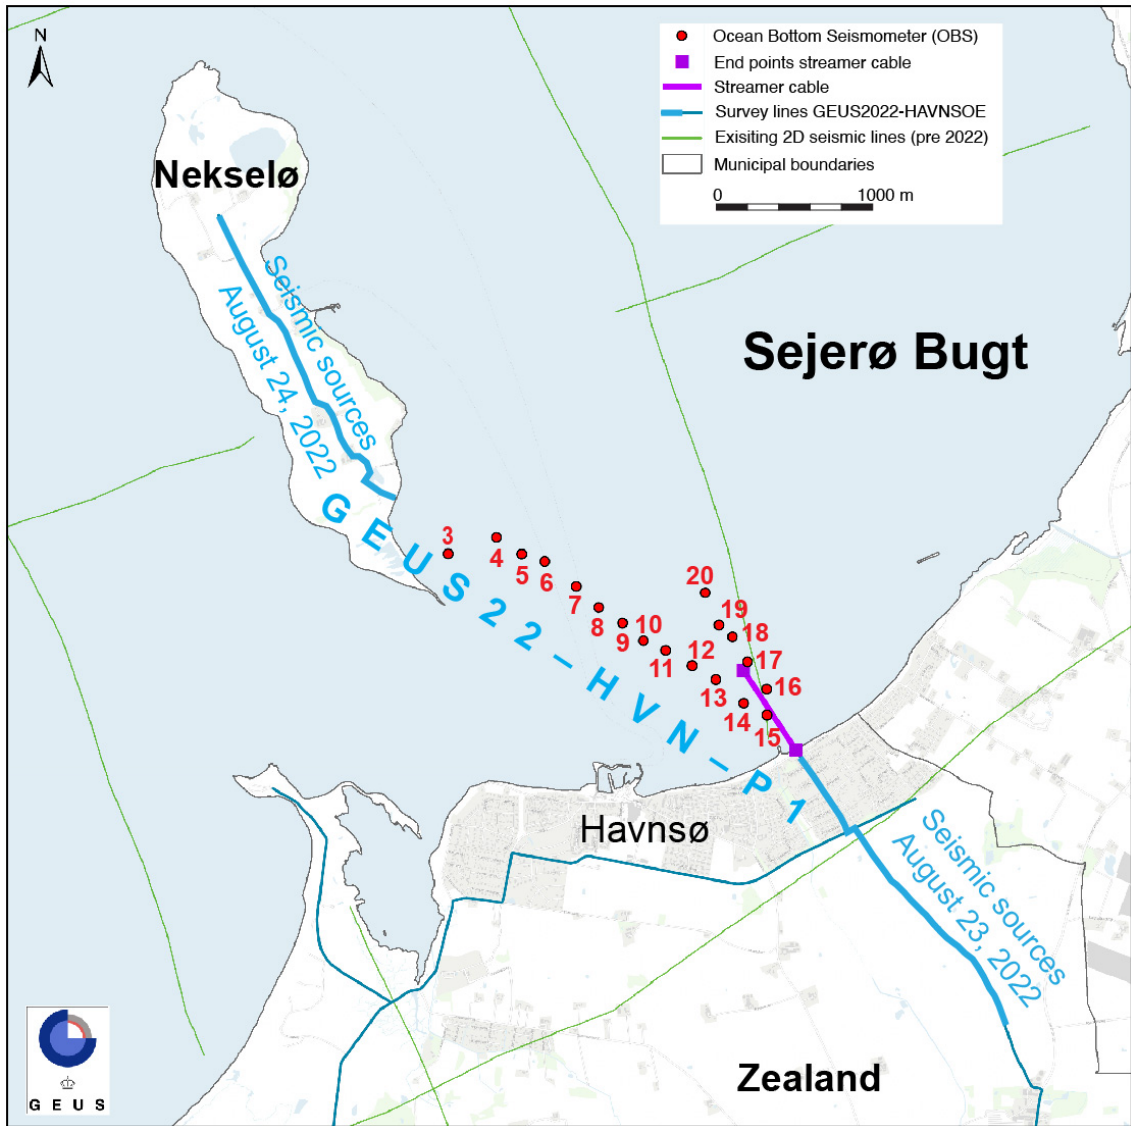 N
Ocean Bottom Seismometer (OBS)
End points streamer cable
Streamer cable
Survey lines GEUS2022-HAVNSOE
Exisiting 2D seismic lines (pre 2022)
Municipal boundaries
0 1000 m
Nekselø
Seismic sources
August 24, 2022
Sejerø Bugt
GEUS22-HVN-P1
3
4
5
6
7
8
9
10
11
12
13
14
15
16
17
18
19
20
Havnsø
Seismic sources
August 23, 2022
Zealand
G E U S